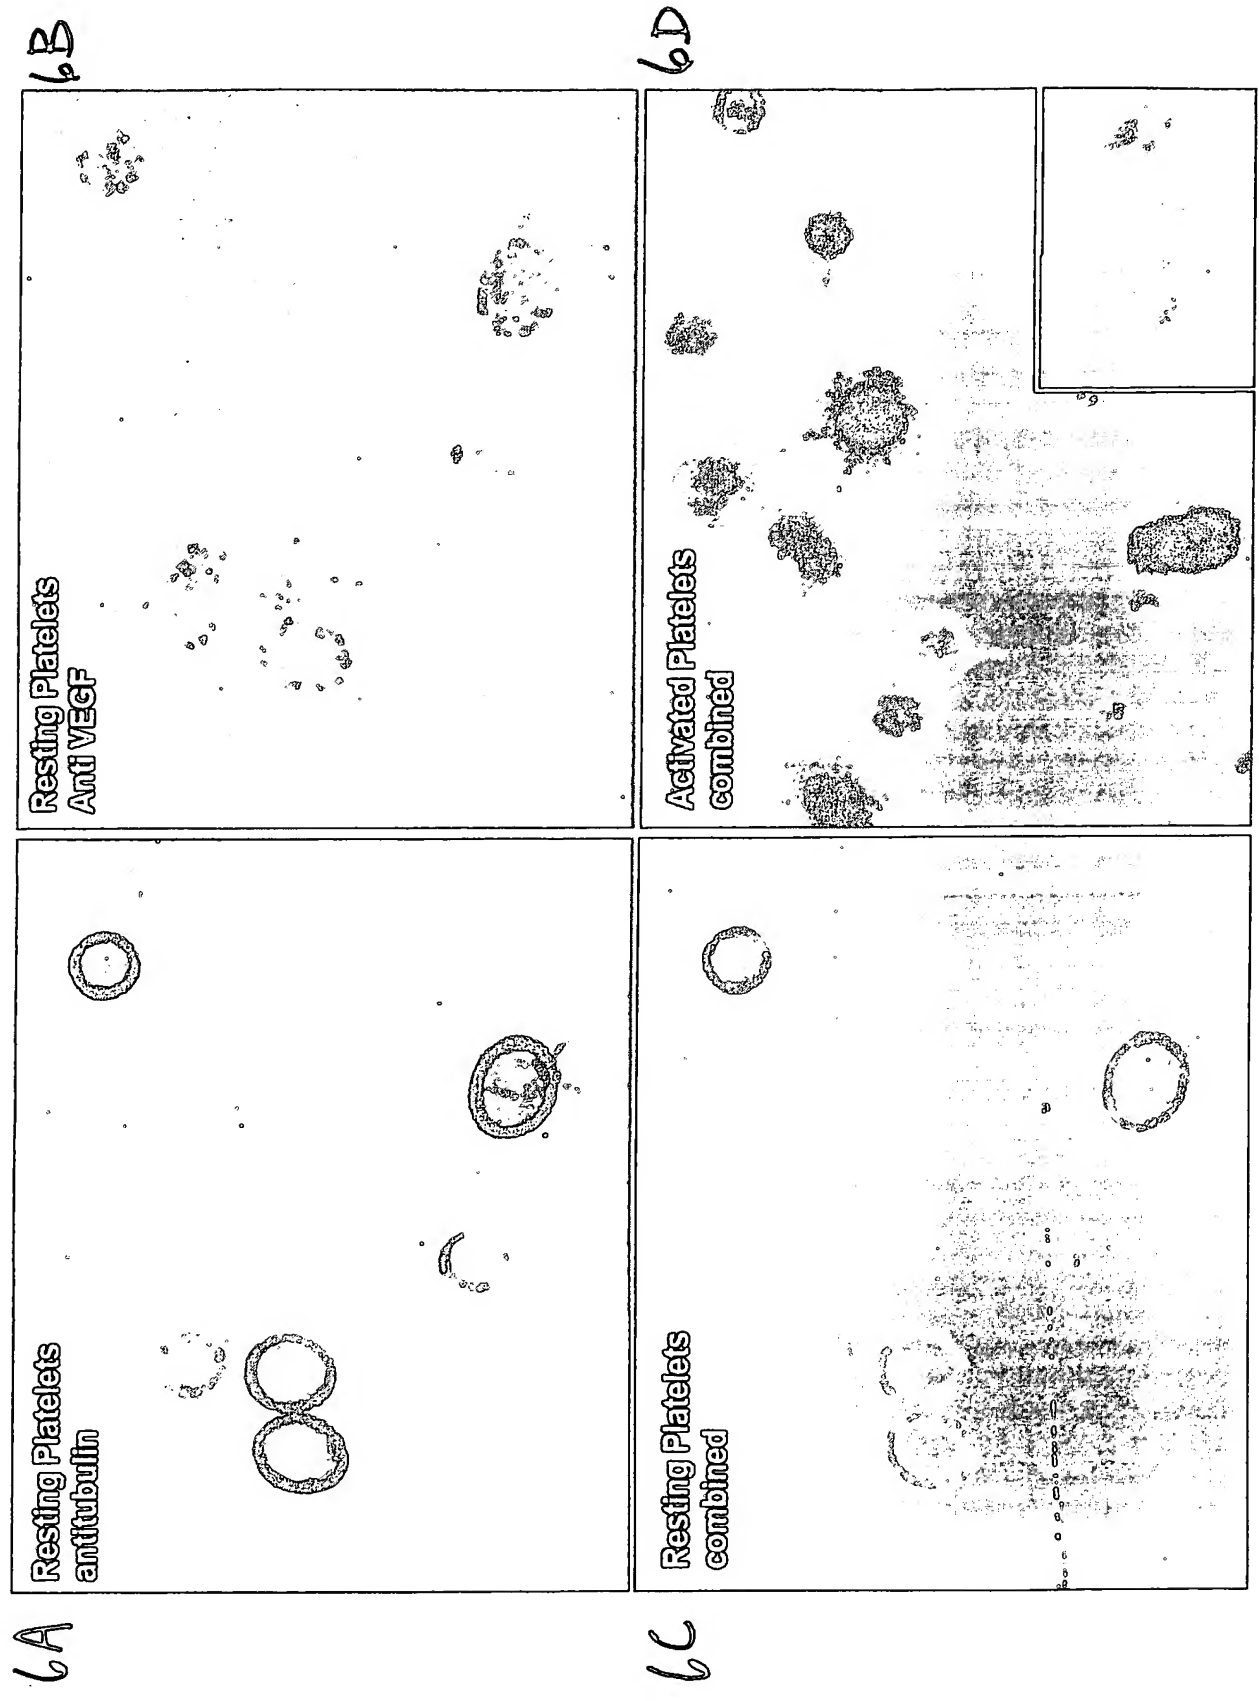 6A
Resting Platelets
antitubulin
6B
Resting Platelets
Anti VEGF
6C
Resting Platelets
combined
6D
Activated Platelets
combined